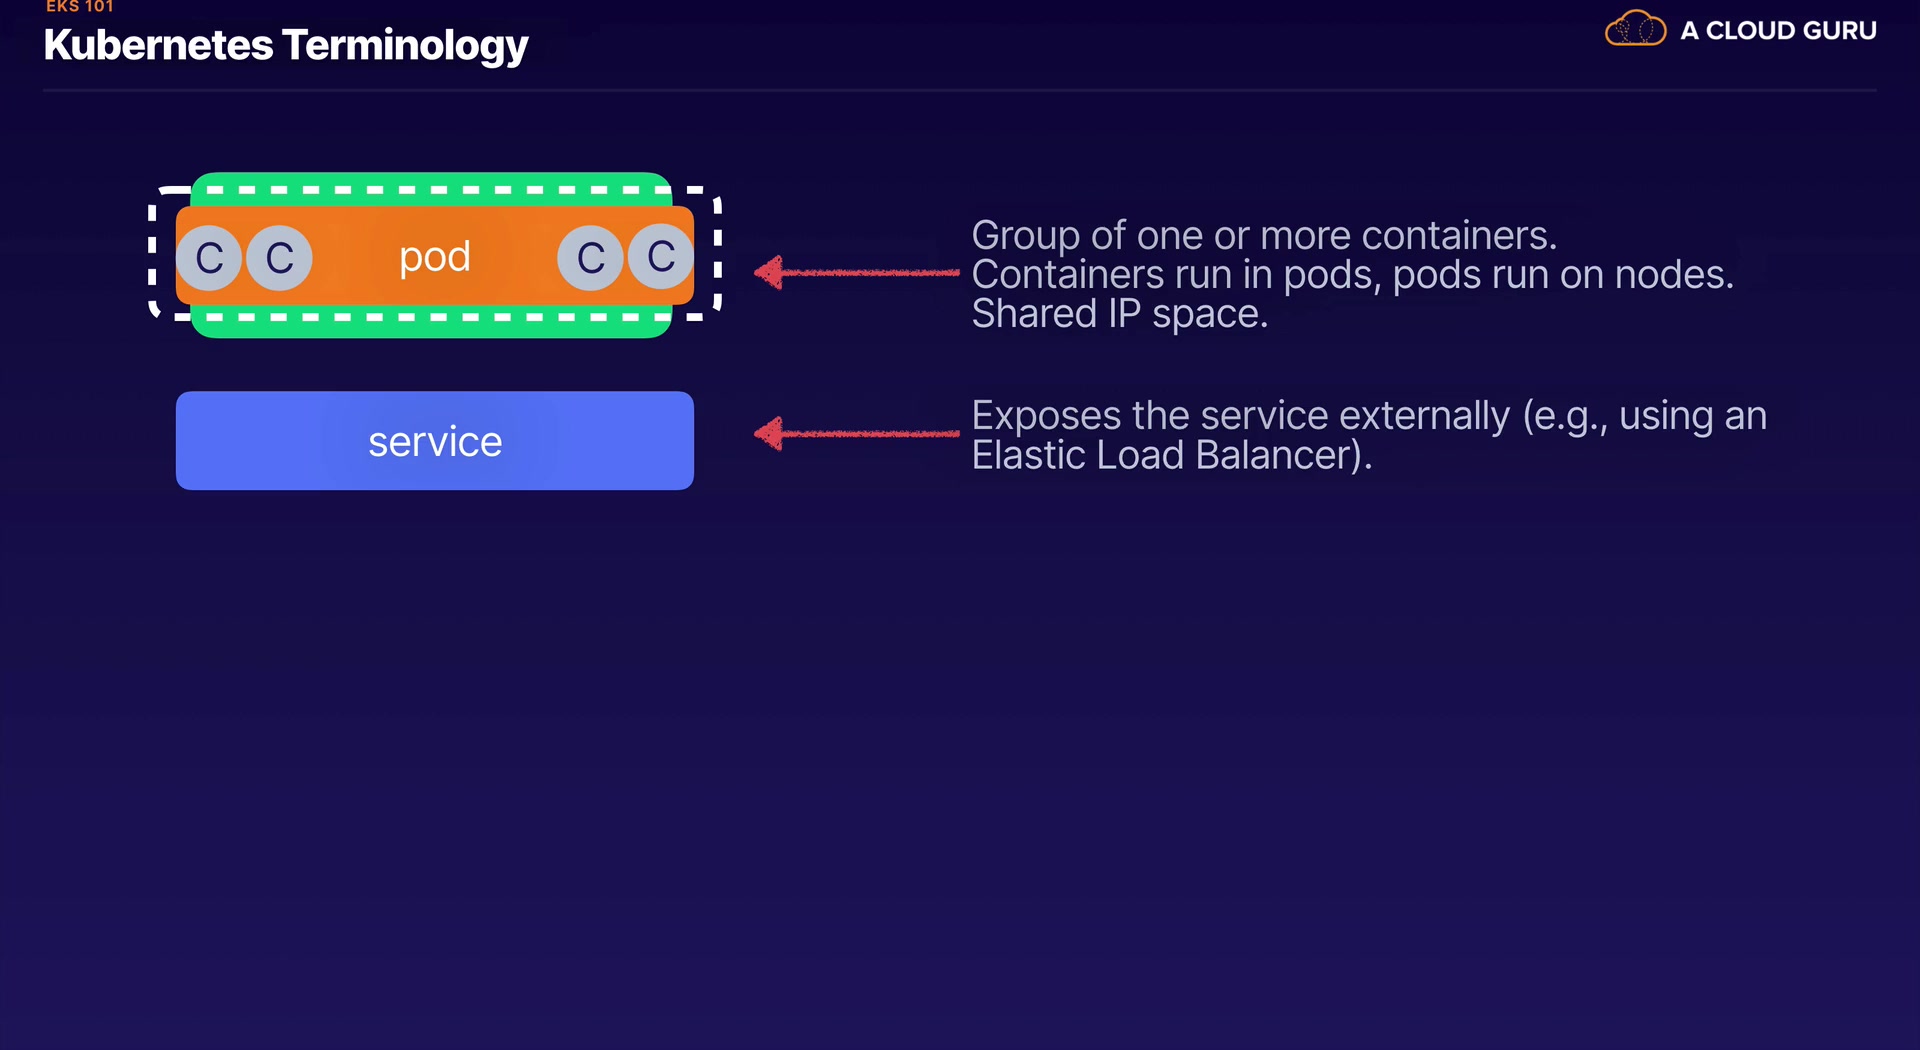 EKS 101
Kubernetes Terminology
A CLOUD GURU
C C pod C C
Group of one or more containers.
Containers run in pods, pods run on nodes.
Shared IP space.
service
Exposes the service externally (e.g., using an
Elastic Load Balancer).